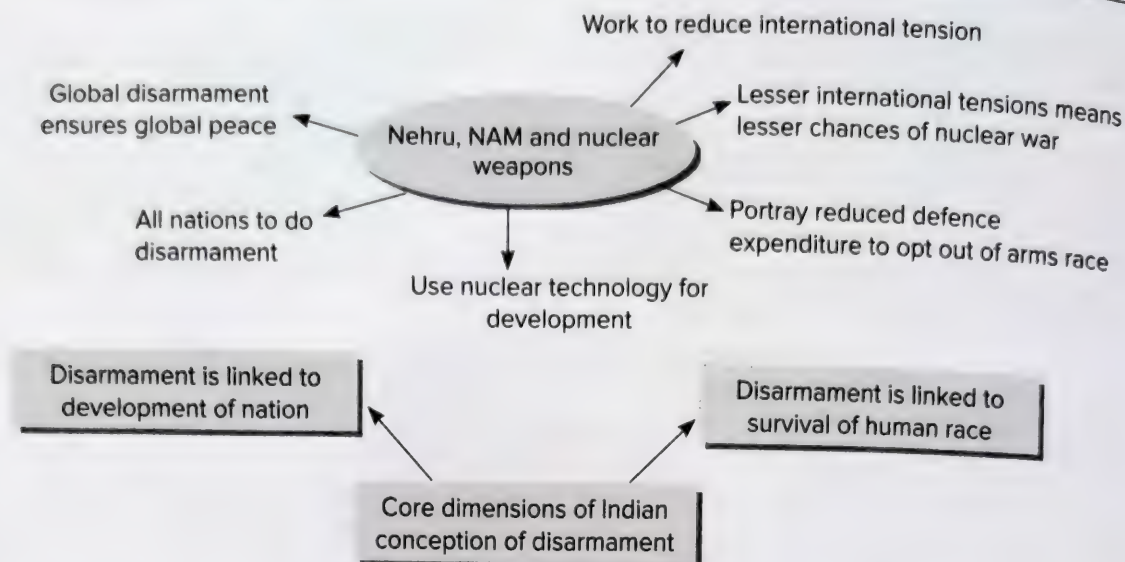 Work to reduce international tension
Global disarmament
ensures global peace
Lesser international tensions means
lesser chances of nuclear war
Nehru, NAM and nuclear
weapons
All nations to do
disarmament
Portray reduced defence
expenditure to opt out of arms race
Use nuclear technology for
development
Disarmament is linked to
development of nation
Disarmament is linked to
survival of human race
Core dimensions of Indian
conception of disarmament